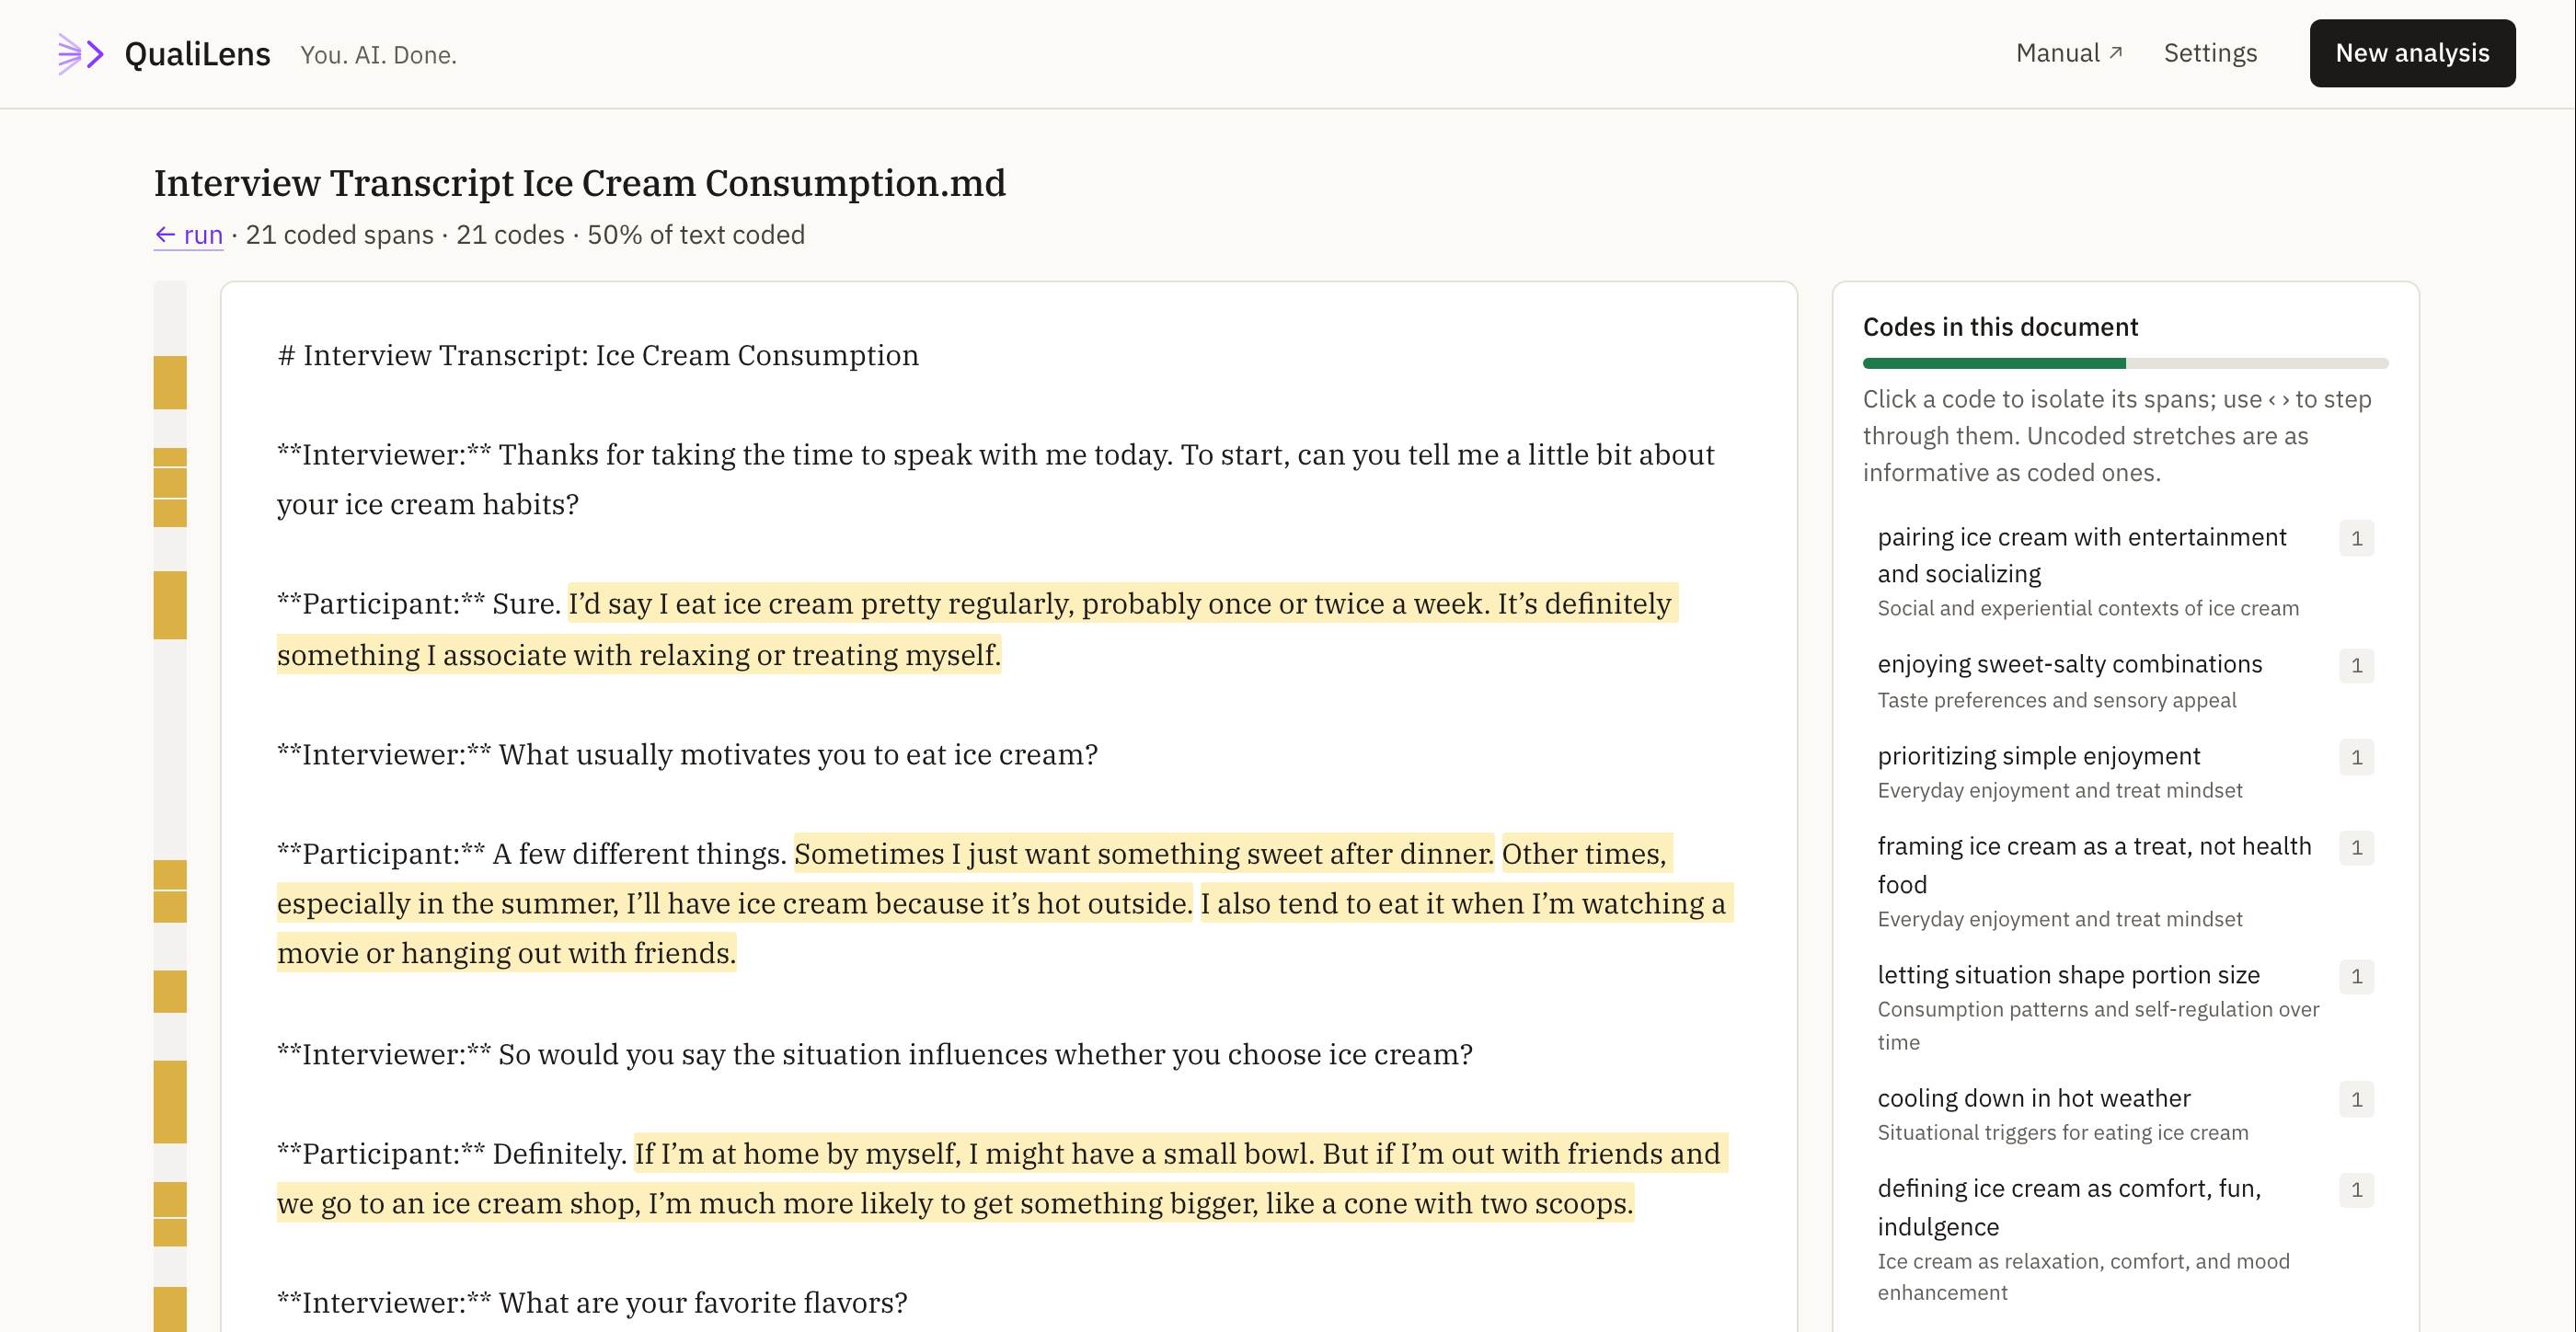 QualiLens You. AI. Done. Manual ↗ Settings New analysis
Interview Transcript Ice Cream Consumption.md
← run · 21 coded spans · 21 codes · 50% of text coded
# Interview Transcript: Ice Cream Consumption
**Interviewer:** Thanks for taking the time to speak with me today. To start, can you tell me a little bit about
your ice cream habits?
**Participant:** Sure. I’d say I eat ice cream pretty regularly, probably once or twice a week. It’s definitely
something I associate with relaxing or treating myself.
**Interviewer:** What usually motivates you to eat ice cream?
**Participant:** A few different things. Sometimes I just want something sweet after dinner. Other times,
especially in the summer, I’ll have ice cream because it’s hot outside. I also tend to eat it when I’m watching a
movie or hanging out with friends.
**Interviewer:** So would you say the situation influences whether you choose ice cream?
**Participant:** Definitely. If I’m at home by myself, I might have a small bowl. But if I’m out with friends and
we go to an ice cream shop, I’m much more likely to get something bigger, like a cone with two scoops.
**Interviewer:** What are your favorite flavors?
Codes in this document
Click a code to isolate its spans; use ‹ › to step
through them. Uncoded stretches are as
informative as coded ones.
pairing ice cream with entertainment 1
and socializing
Social and experiential contexts of ice cream
enjoying sweet-salty combinations 1
Taste preferences and sensory appeal
prioritizing simple enjoyment 1
Everyday enjoyment and treat mindset
framing ice cream as a treat, not health 1
food
Everyday enjoyment and treat mindset
letting situation shape portion size 1
Consumption patterns and self-regulation over
time
cooling down in hot weather 1
Situational triggers for eating ice cream
defining ice cream as comfort, fun, 1
indulgence
Ice cream as relaxation, comfort, and mood
enhancement